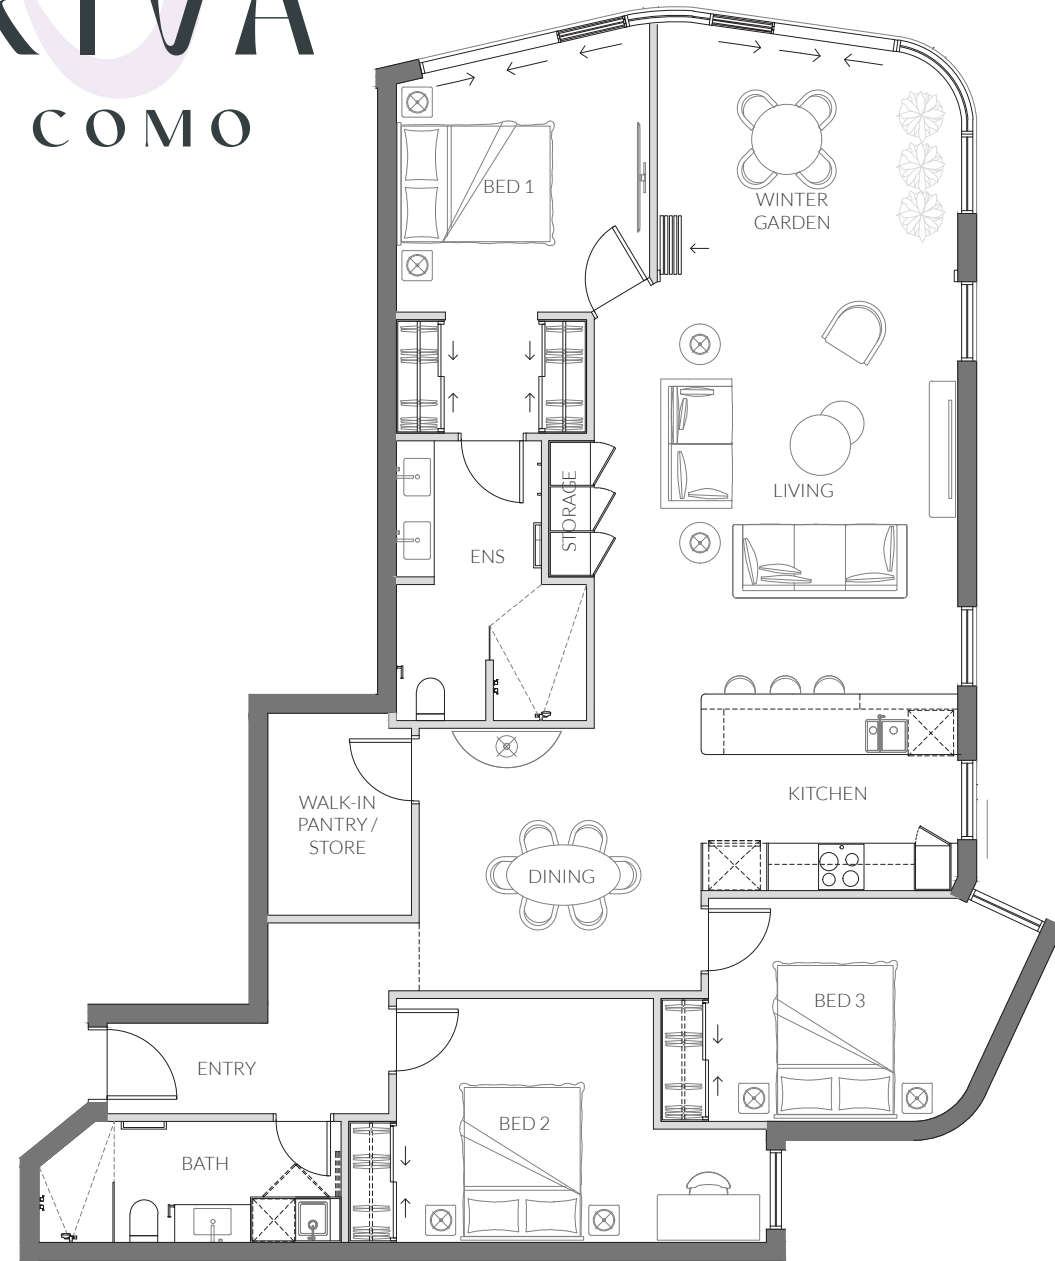 COMO
BED 1
WINTER
GARDEN
STORAGE
LIVING
ENS
KITCHEN
WALK-IN
PANTRY /
STORE
DINING
BED 3
ENTRY
BED 2
BATH